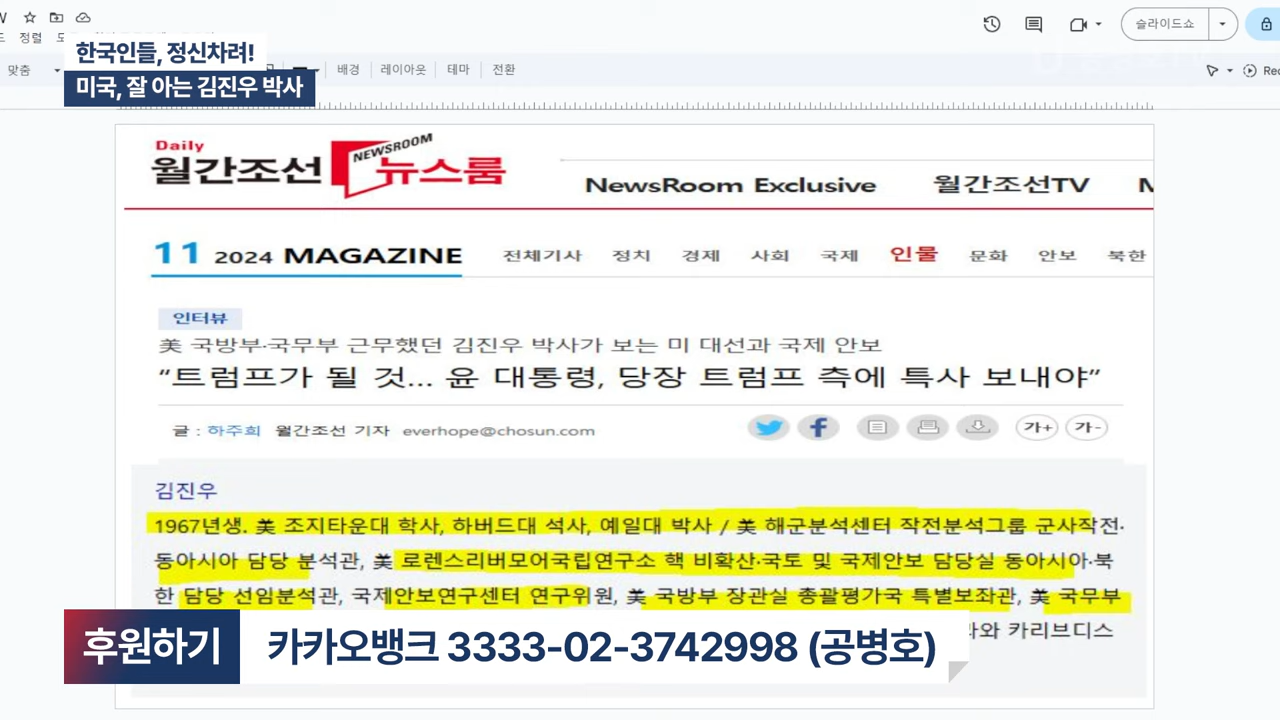 정렬
한국인들, 정신차려!
미국, 잘 아는 김진우 박사
맞춤
배경
레이아웃
테마
전환
슬라이드쇼
Rec
Daily
월간조선
NEWSROOM
뉴스룸
NewsRoom Exclusive
월간조선TV
11 2024 MAGAZINE
전체기사 정치 경제 사회 국제 인물 문화 안보 북한
인터뷰
美 국방부·국무부 근무했던 김진우 박사가 보는 미 대선과 국제 안보
“트럼프가 될 것... 윤 대통령, 당장 트럼프 측에 특사 보내야”
글 : 하주희 월간조선 기자 everhope@chosun.com
가+ 가-
김진우
1967년생. 美 조지타운대 학사, 하버드대 석사, 예일대 박사 / 美 해군분석센터 작전분석그룹 군사작전·
동아시아 담당 분석관, 美 로렌스리버모어국립연구소 핵 비확산·국토 및 국제안보 담당실 동아시아·북
한 담당 선임분석관, 국제안보연구센터 연구위원, 美 국방부 장관실 총괄평가국 특별보좌관, 美 국무부
와 카리브디스
후원하기
카카오뱅크 3333-02-3742998 (공병호)